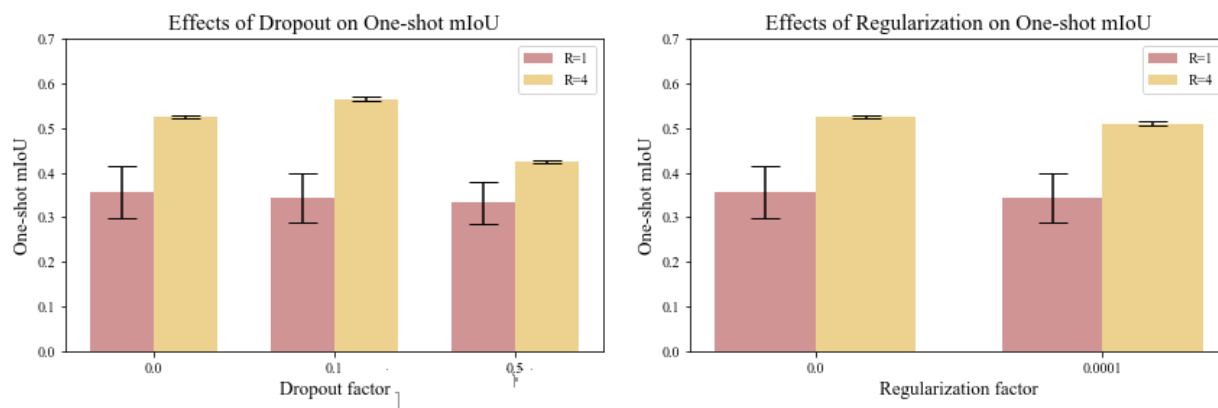 Effects of Dropout on One-shot mIoU
0.7
0.6
0.5
0.4
0.3
0.2
0.1
0.0
One-shot mIoU
R=1
R=4
0.0
0.1
0.5
Dropout factor
Effects of Regularization on One-shot mIoU
0.7
0.6
0.5
0.4
0.3
0.2
0.1
0.0
One-shot mIoU
R=1
R=4
0.0
0.0001
Regularization factor